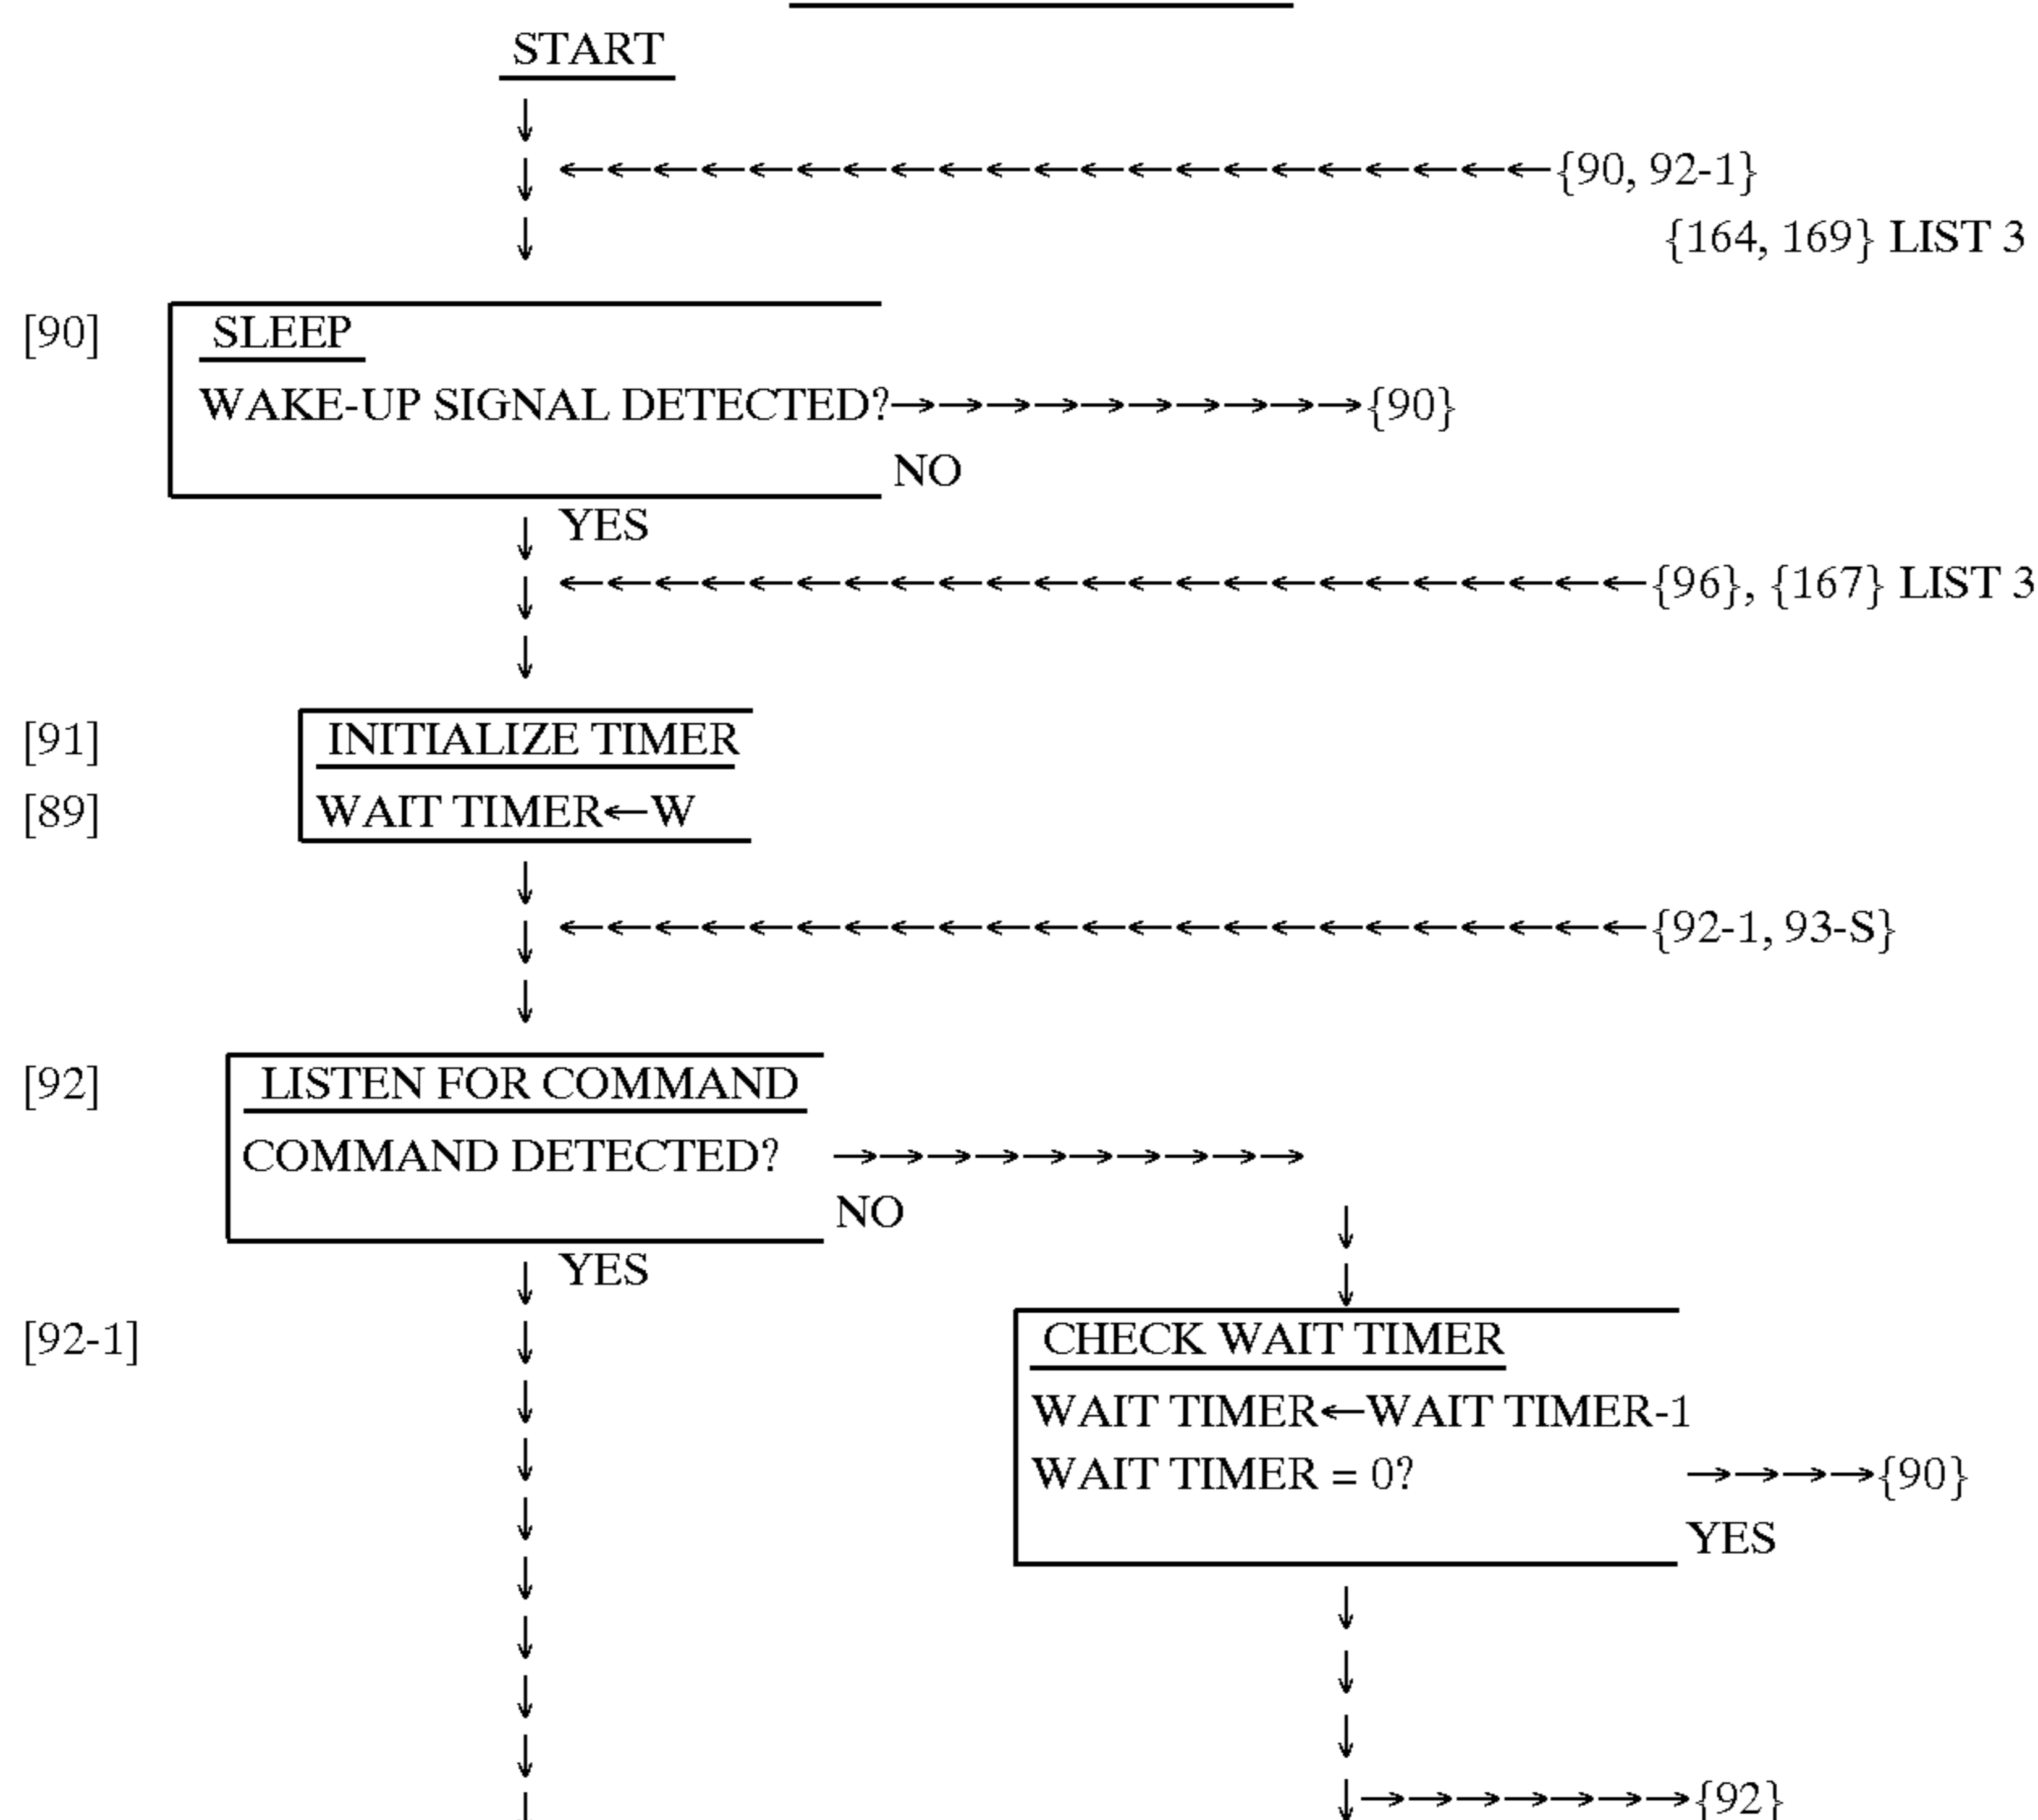 START
{90, 92-1}
{164, 169} LIST 3
[90] SLEEP
WAKE-UP SIGNAL DETECTED?→→→→→→→→→→{90}
NO
YES
{96}, {167} LIST 3
[91] INITIALIZE TIMER
[89] WAIT TIMER←W
{92-1, 93-S}
[92] LISTEN FOR COMMAND
COMMAND DETECTED?
NO
YES
[92-1] CHECK WAIT TIMER
WAIT TIMER←WAIT TIMER-1
WAIT TIMER = 0? →→→→{90}
YES
{92}